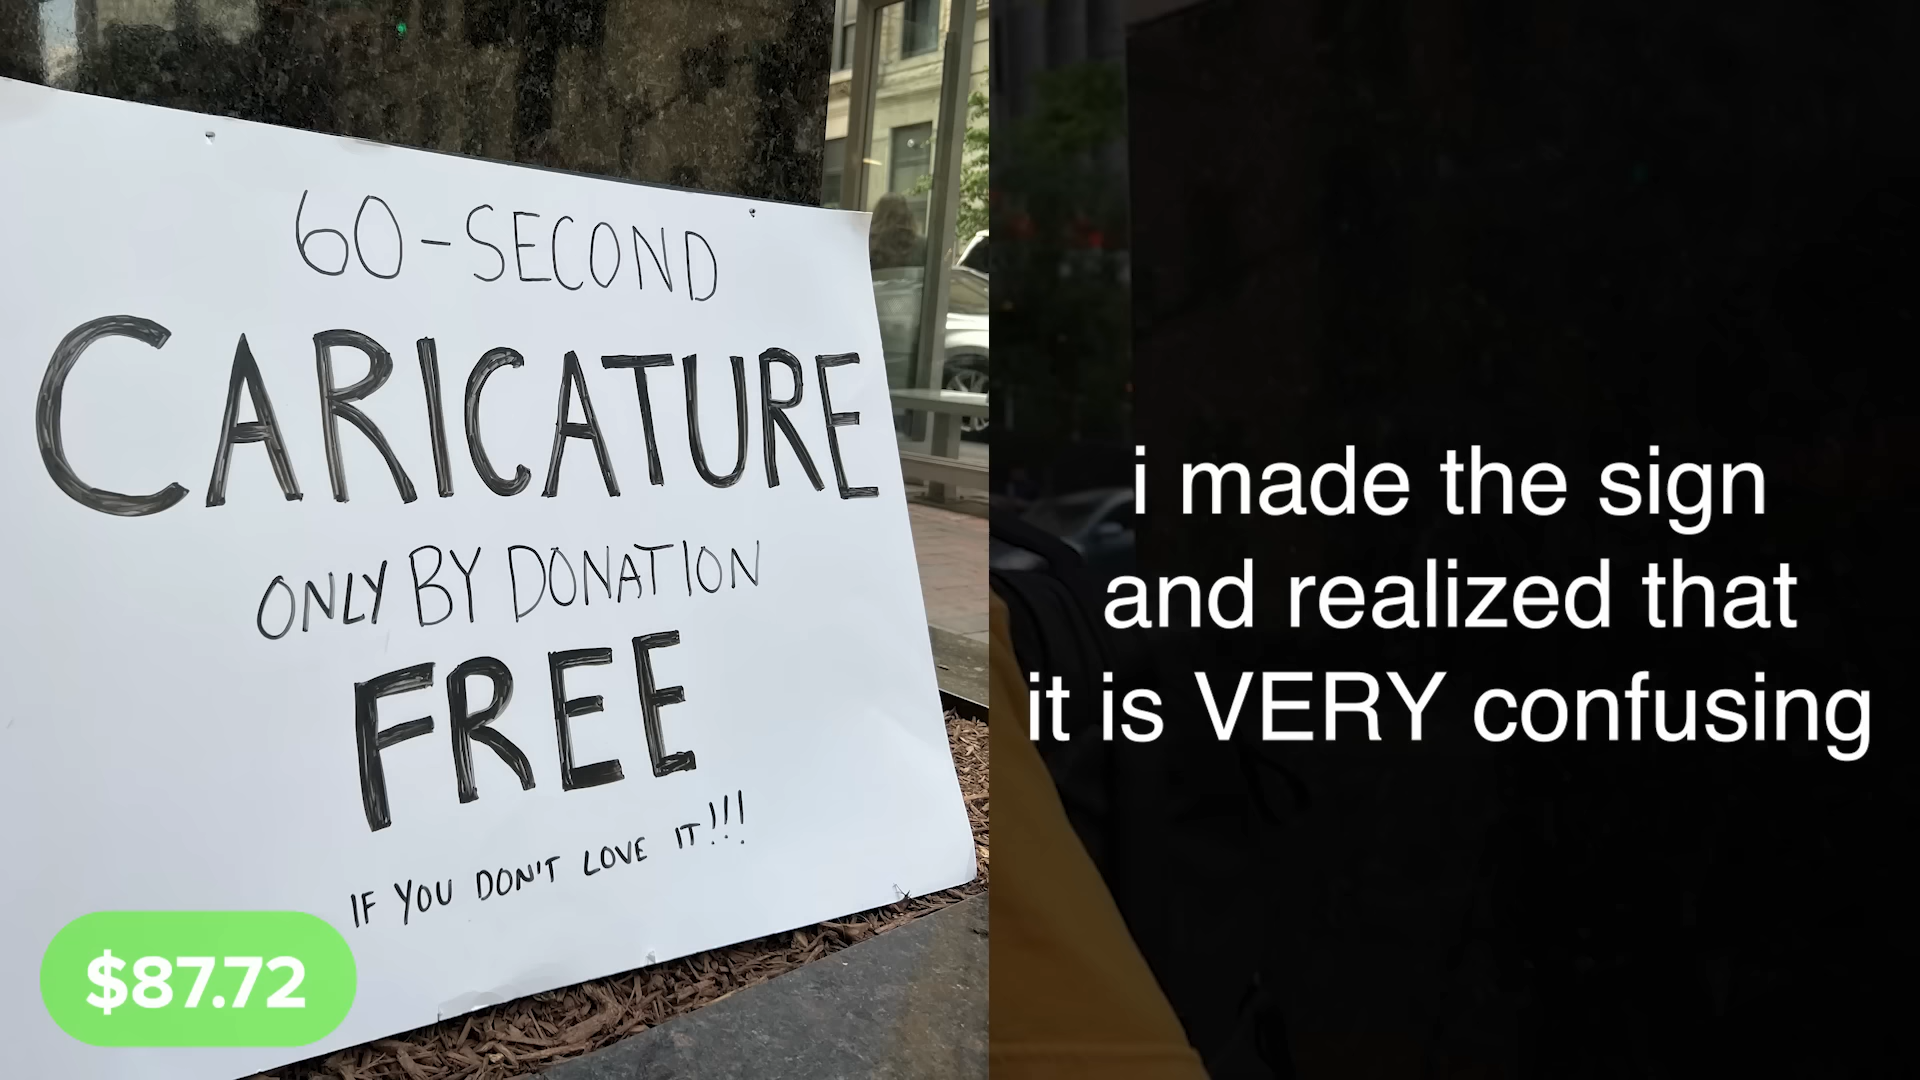 60-SECOND
CARICATURE
ONLY BY DONATION
FREE
IF YOU DON'T LOVE IT!!!
$87.72
i made the sign
and realized that
it is VERY confusing